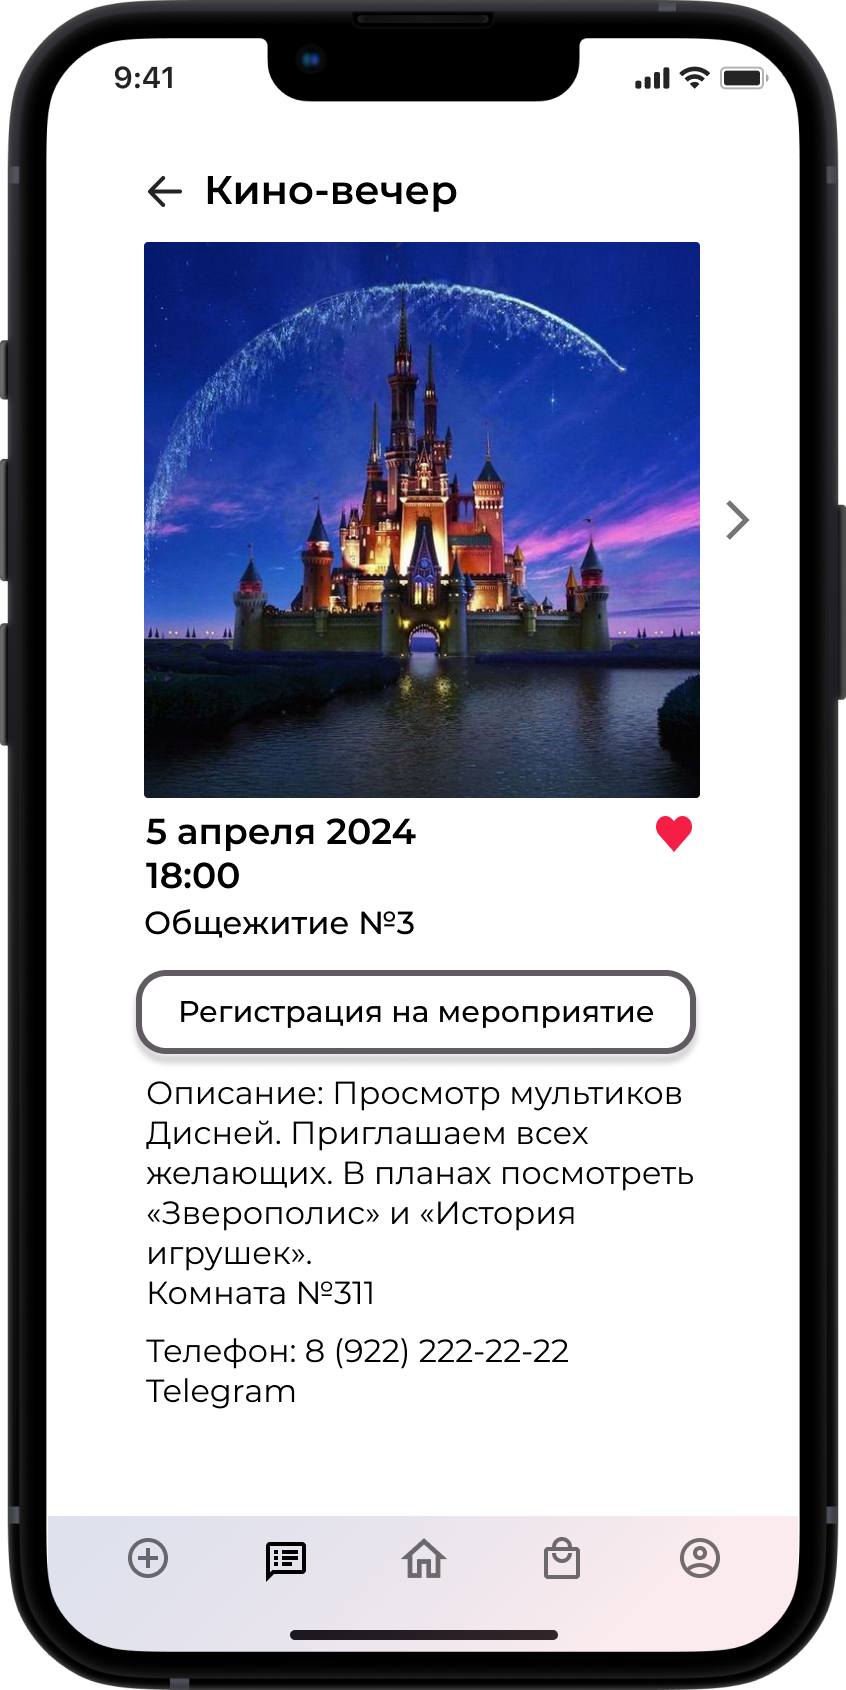 9:41
Кино-вечер
5 апреля 2024
18:00
Общежитие №3
Регистрация на мероприятие
Описание: Просмотр мультиков
Дисней. Приглашаем всех
желающих. В планах посмотреть
«Зверополис» и «История
игрушек».
Комната №311
Телефон: 8 (922) 222-22-22
Telegram